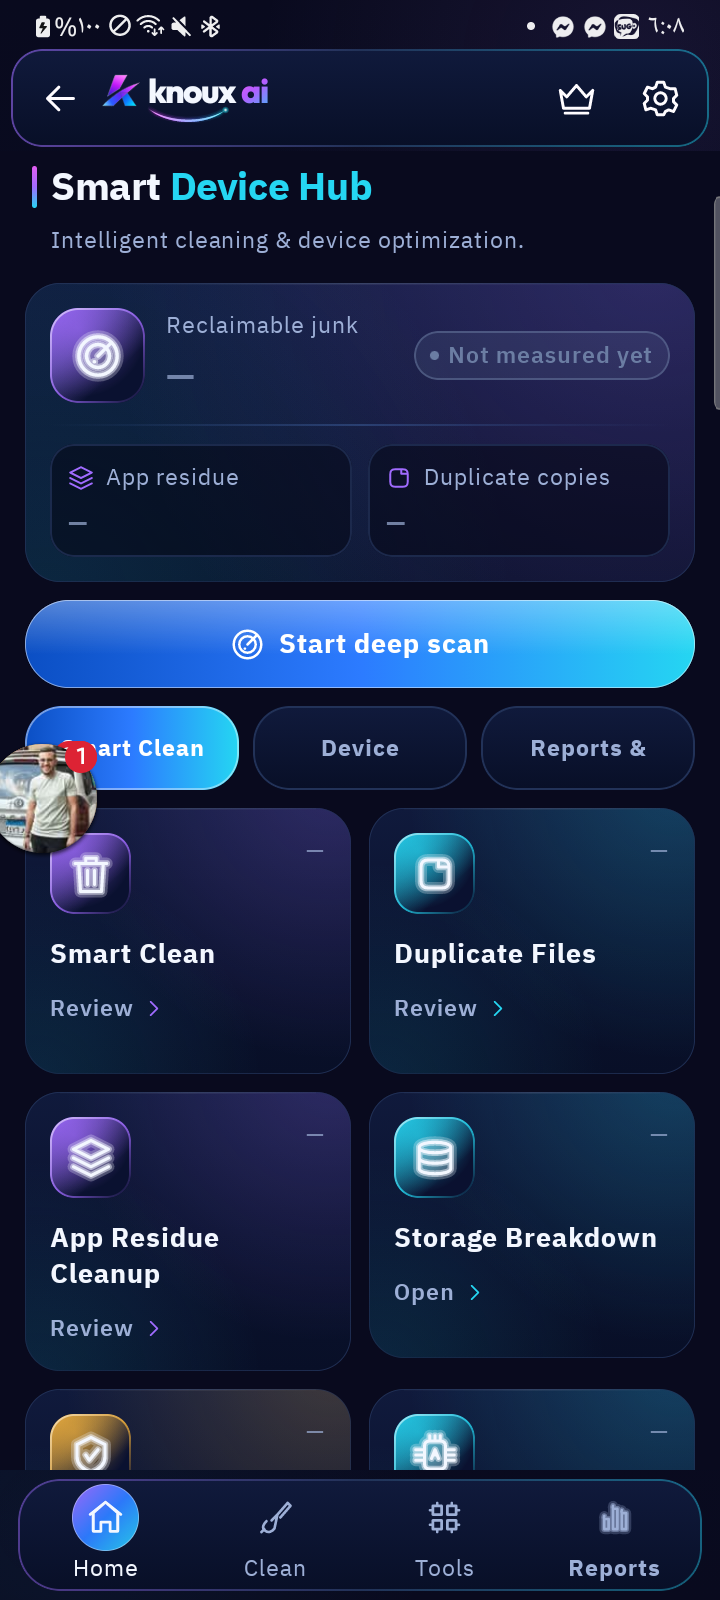 %١٠٠
٦:٠٨
knoux ai
Smart Device Hub
Intelligent cleaning & device optimization.
Reclaimable junk
—
Not measured yet
App residue
—
Duplicate copies
—
Start deep scan
art Clean
Device
Reports &
1
—
Smart Clean
Review
—
Duplicate Files
Review
—
App Residue
Cleanup
Review
—
Storage Breakdown
Open
—
—
Home
Clean
Tools
Reports